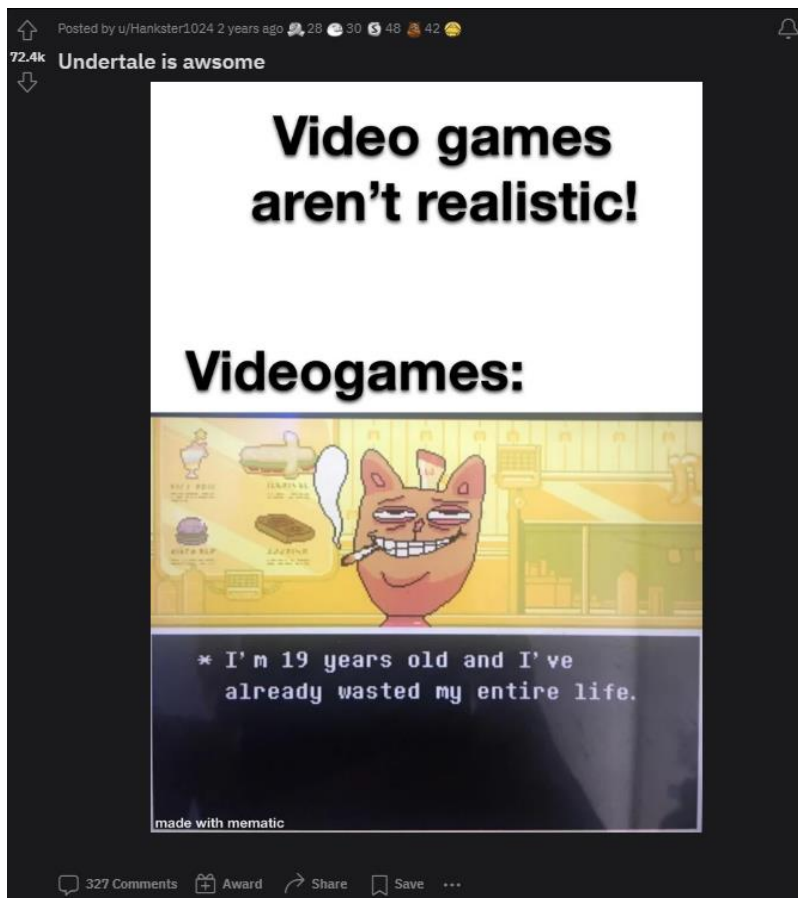 Posted by u/Hankster1024 2 years ago 28 30 48 42
72.4k
Undertale is awsome
Video games
aren't realistic!
Videogames:
* I'm 19 years old and I've
already wasted my entire life.
made with mematic
327 Comments Award Share Save ...